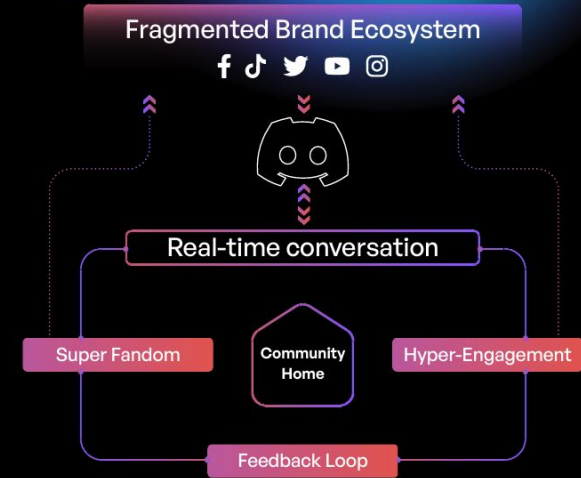 Fragmented Brand Ecosystem
Real-time conversation
Super Fandom
Community
Home
Hyper-Engagement
Feedback Loop